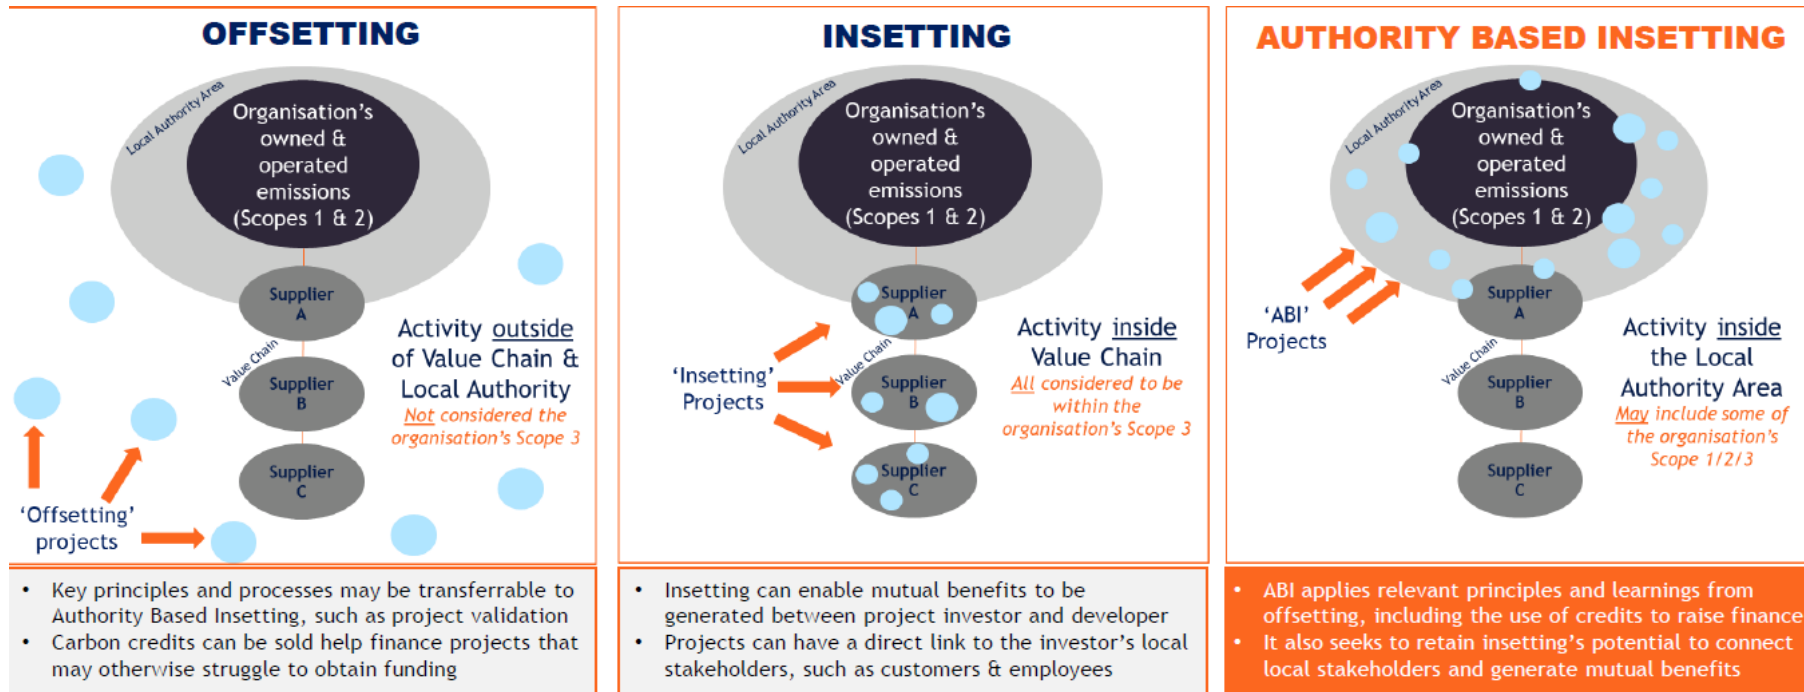 OFFSETTING
Local Authority Area
Organisation's
owned &
operated
emissions
(Scopes 1 & 2)
Supplier
A
Value Chain
Supplier
B
Supplier
C
Activity outside
of Value Chain &
Local Authority
Not considered the
organisation's Scope 3
'Offsetting'
projects
• Key principles and processes may be transferrable to
Authority Based Insetting, such as project validation
• Carbon credits can be sold help finance projects that
may otherwise struggle to obtain funding
INSETTING
Local Authority Area
Organisation's
owned &
operated
emissions
(Scopes 1 & 2)
Supplier
A
Value Chain
Supplier
B
Supplier
C
'Insetting'
Projects
Activity inside
Value Chain
All considered to be
within the
organisation's Scope 3
• Insetting can enable mutual benefits to be
generated between project investor and developer
• Projects can have a direct link to the investor's local
stakeholders, such as customers & employees
AUTHORITY BASED INSETTING
Local Authority Area
Organisation's
owned &
operated
emissions
(Scopes 1 & 2)
'ABI'
Projects
Supplier
A
Value Chain
Supplier
B
Supplier
C
Activity inside
the Local
Authority Area
May include some of
the organisation's
Scope 1/2/3
• ABI applies relevant principles and learnings from
offsetting, including the use of credits to raise finance
• It also seeks to retain insetting's potential to connect
local stakeholders and generate mutual benefits